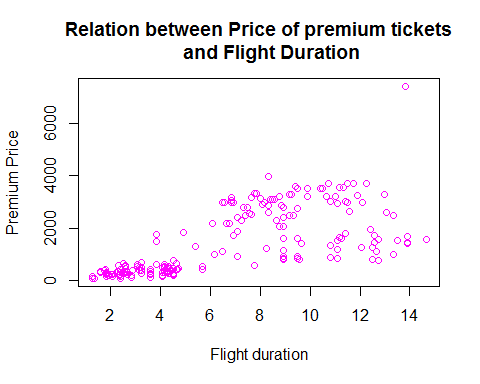 Relation between Price of premium tickets
and Flight Duration
Premium Price
6000
4000
2000
0
2 4 6 8 10 12 14
Flight duration